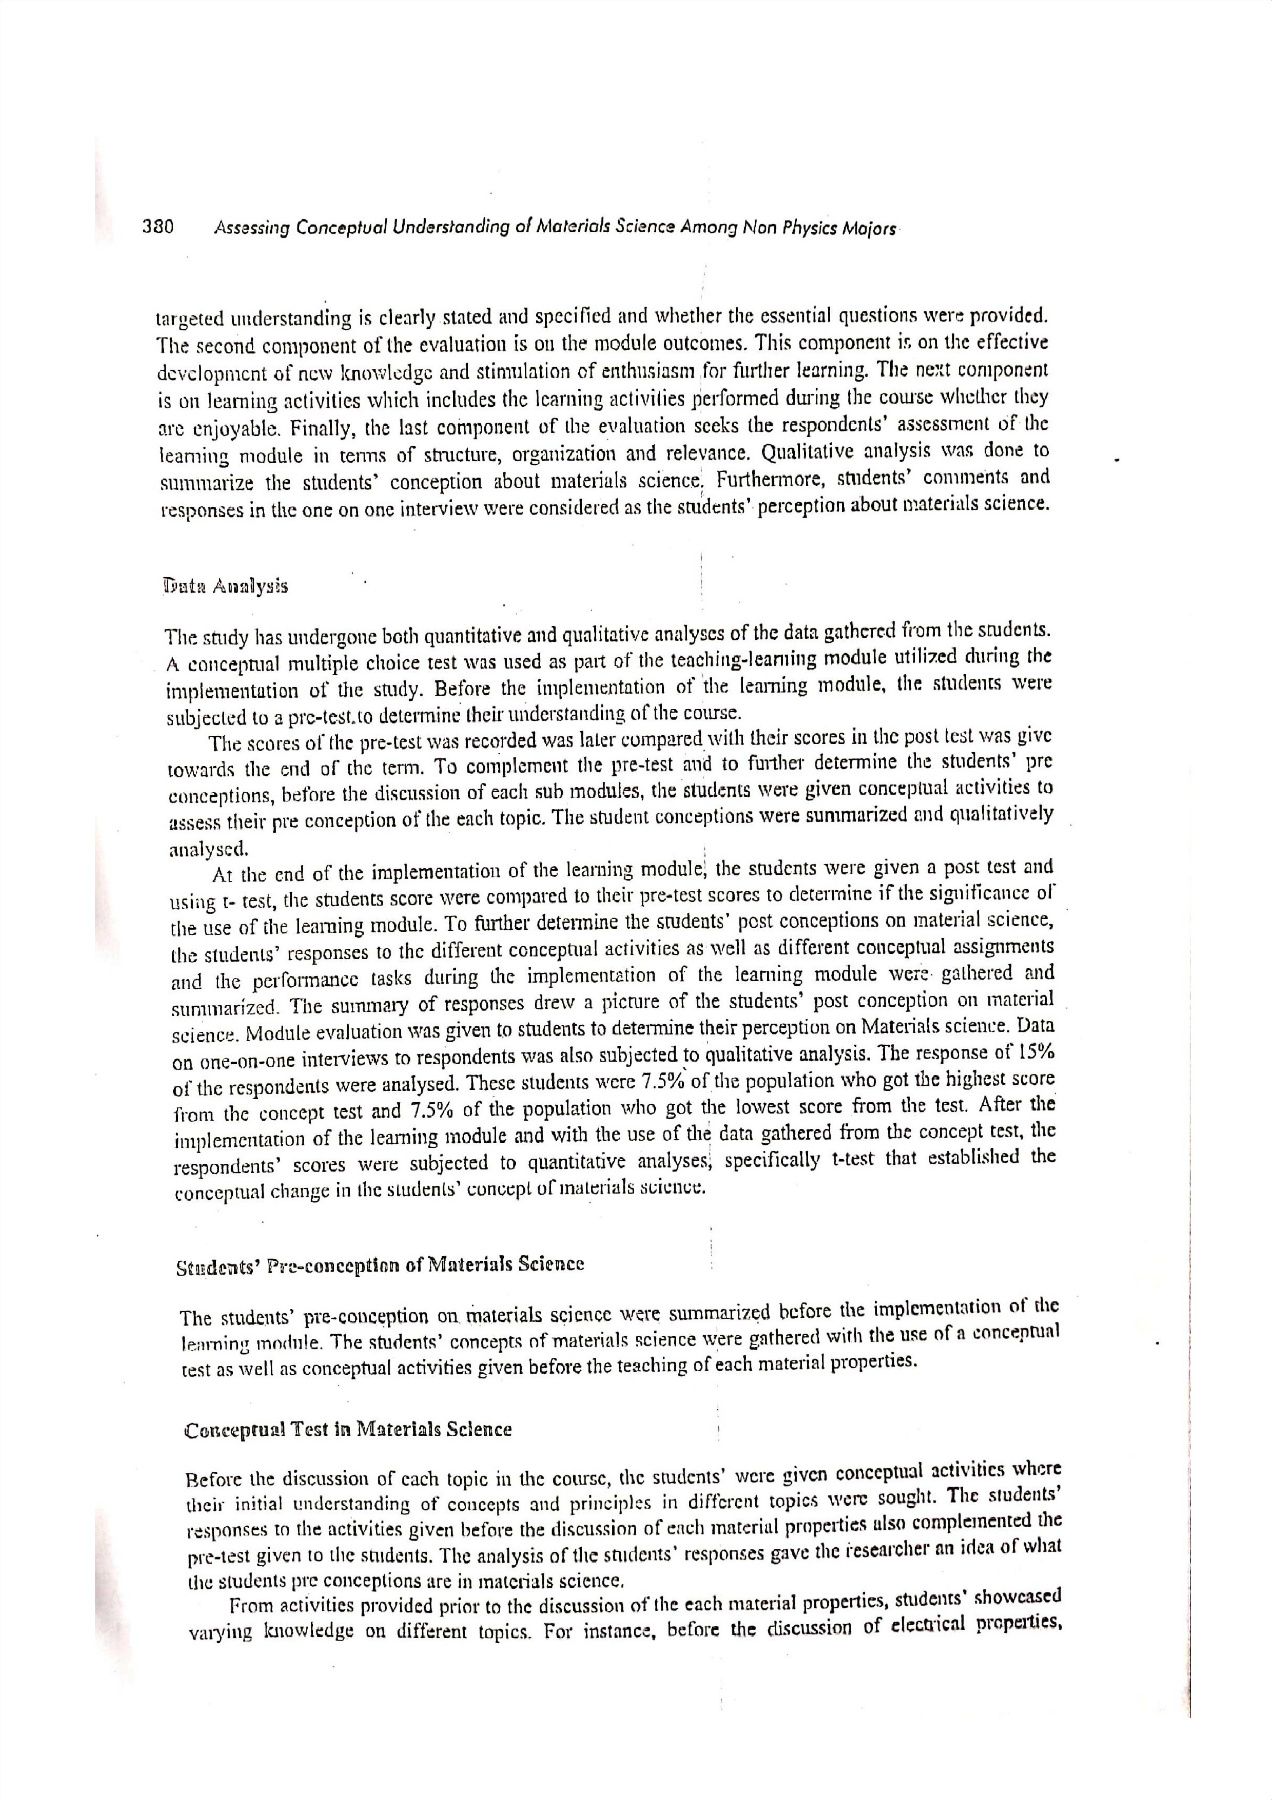 380 Assessing Conceptual Understanding of Materials Science Among Non Physics Majors
targeted understanding is clearly stated and specified and whether the essential questions were provided.
The second component of the evaluation is on the module outcomes. This component is on the effective
development of new knowledge and stimulation of enthusiasm for further learning. The next component
is on learning activities which includes the learning activities performed during the course whether they
are enjoyable. Finally, the last component of the evaluation seeks the respondents' assessment of the
learning module in terms of structure, organization and relevance. Qualitative analysis was done to
summarize the students' conception about materials science. Furthermore, students' comments and
responses in the one on one interview were considered as the students' perception about materials science.
Data Analysis
The study has undergone both quantitative and qualitative analyses of the data gathered from the students.
A conceptual multiple choice test was used as part of the teaching-learning module utilized during the
implementation of the study. Before the implementation of the learning module, the students were
subjected to a pre-test.to determine their understanding of the course.
The scores of the pre-test was recorded was later compared with their scores in the post test was give
towards the end of the term. To complement the pre-test and to further determine the students' pre
conceptions, before the discussion of each sub modules, the students were given conceptual activities to
assess their pre conception of the each topic. The student conceptions were summarized and qualitatively
analysed.
At the end of the implementation of the learning module, the students were given a post test and
using t- test, the students score were compared to their pre-test scores to determine if the significance of
the use of the learning module. To further determine the students' post conceptions on material science,
the students' responses to the different conceptual activities as well as different conceptual assignments
and the performance tasks during the implementation of the learning module were gathered and
summarized. The summary of responses drew a picture of the students' post conception on material
science. Module evaluation was given to students to determine their perception on Materials science. Data
on one-on-one interviews to respondents was also subjected to qualitative analysis. The response of 15%
of the respondents were analysed. These students were 7.5% of the population who got the highest score
from the concept test and 7.5% of the population who got the lowest score from the test. After the
implementation of the learning module and with the use of the data gathered from the concept test, the
respondents' scores were subjected to quantitative analyses, specifically t-test that established the
conceptual change in the students' concept of materials science.
Students' Pre-conception of Materials Science
The students' pre-conception on materials science were summarized before the implementation of the
learning module. The students' concepts of materials science were gathered with the use of a conceptual
test as well as conceptual activities given before the teaching of each material properties.
Conceptual Test in Materials Science
Before the discussion of each topic in the course, the students' were given conceptual activities where
their initial understanding of concepts and principles in different topics were sought. The students'
responses to the activities given before the discussion of each material properties also complemented the
pre-test given to the students. The analysis of the students' responses gave the researcher an idea of what
the students pre conceptions are in materials science.
From activities provided prior to the discussion of the each material properties, students' showcased
varying knowledge on different topics. For instance, before the discussion of electrical properties,